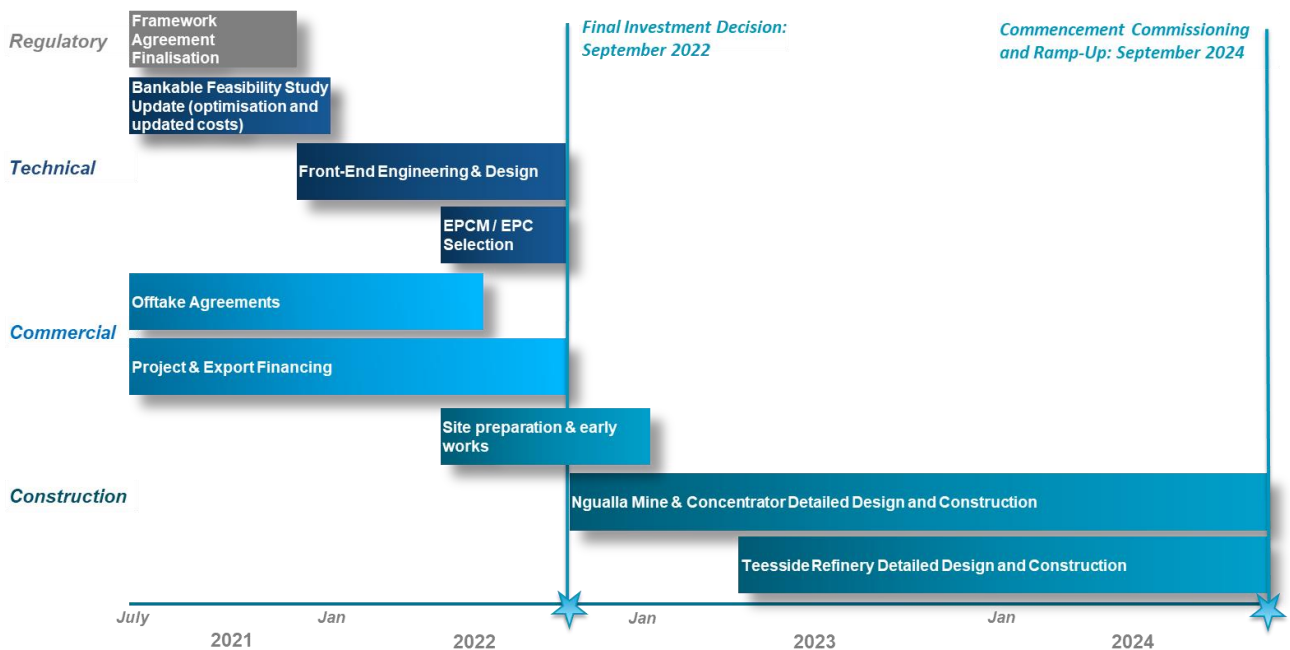 Regulatory
Framework
Agreement
Finalisation
Final Investment Decision:
September 2022
Commencement Commissioning
and Ramp-Up: September 2024
Bankable Feasibility Study
Update (optimisation and
updated costs)
Technical
Front-End Engineering & Design
EPCM / EPC
Selection
Offtake Agreements
Commercial
Project & Export Financing
Site preparation & early
works
Construction
Ngualla Mine & Concentrator Detailed Design and Construction
Teesside Refinery Detailed Design and Construction
July
Jan
Jan
Jan
2021
2022
2023
2024